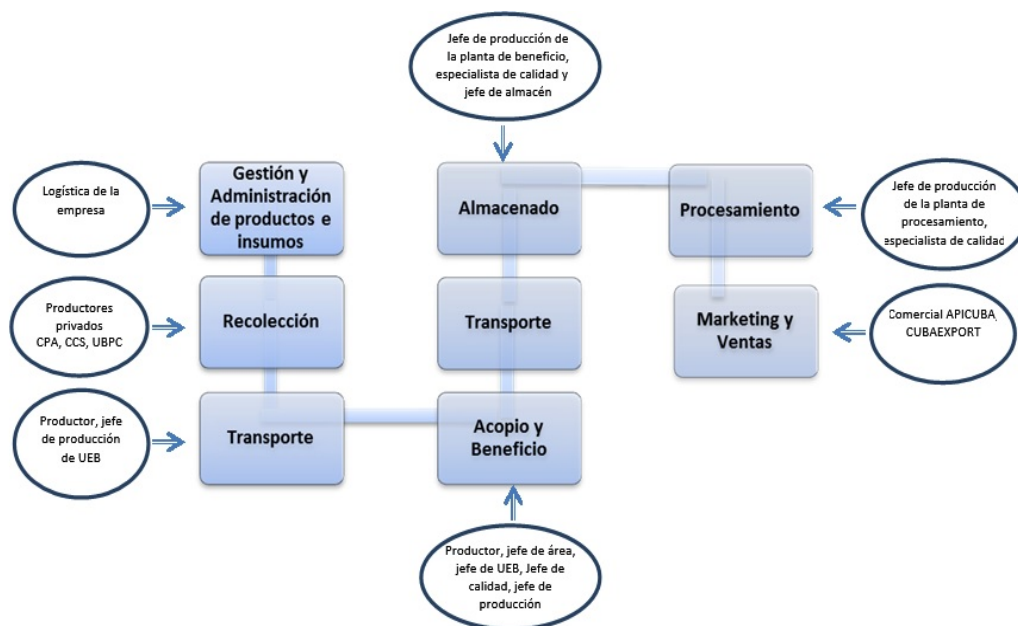 Jefe de producción de
la planta de beneficio,
especialista de calidad y
jefe de almacén
Logística de la
empresa
Gestión y
Administración
de productos e
insumos
Almacenado
Procesamiento
Jefe de producción
de la planta de
procesamiento,
especialista de calidad
Productores
privados
CPA, CCS, UBPC
Recolección
Transporte
Marketing y
Ventas
Comercial APICUBA,
CUBAEXPORT
Productor, jefe
de producción
de UEB
Transporte
Acopio y
Beneficio
Productor, jefe de área,
jefe de UEB, Jefe de
calidad, jefe de
producción